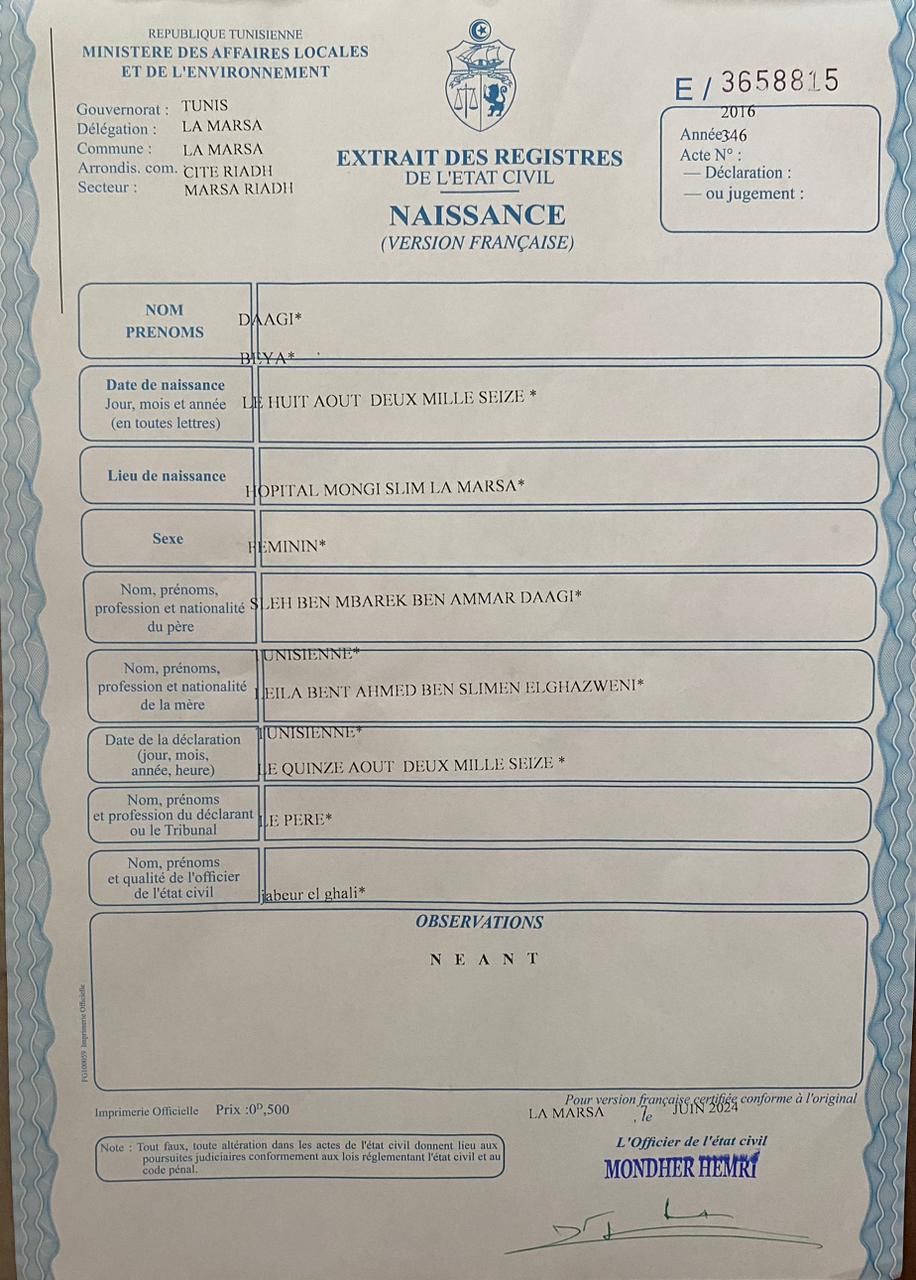 REPUBLIQUE TUNISIENNE
MINISTERE DES AFFAIRES LOCALES
ET DE L'ENVIRONNEMENT
Gouvernorat : TUNIS
Délégation : LA MARSA
Commune : LA MARSA
Arrondis. com. CITE RIADH
Secteur : MARSA RIADH
E / 3658815
2016
Année 346
Acte N° :
— Déclaration :
— ou jugement :
EXTRAIT DES REGISTRES
DE L'ETAT CIVIL
NAISSANCE
(VERSION FRANÇAISE)
NOM
PRENOMS
DAAGI*
BEYA*
Date de naissance
Jour, mois et année
(en toutes lettres)
LE HUIT AOUT DEUX MILLE SEIZE *
Lieu de naissance
HOPITAL MONGI SLIM LA MARSA*
Sexe
FEMININ*
Nom, prénoms,
profession et nationalité
du père
SLEH BEN MBAREK BEN AMMAR DAAGI*
TUNISIENNE*
Nom, prénoms,
profession et nationalité
de la mère
LEILA BENT AHMED BEN SLIMEN ELGHAZWENI*
TUNISIENNE*
Date de la déclaration
(jour, mois,
année, heure)
LE QUINZE AOUT DEUX MILLE SEIZE *
Nom, prénoms
et profession du déclarant
ou le Tribunal
LE PERE*
Nom, prénoms
et qualité de l'officier
de l'état civil
jabeur el ghali*
OBSERVATIONS
N E A N T
FG100059 Imprimerie Officielle
Imprimerie Officielle Prix :0ᴰ,500
Pour version française certifiée conforme à l'original
LA MARSA , le 7 JUIN 2024
Note : Tout faux, toute altération dans les actes de l'état civil donnent lieu aux
poursuites judiciaires conformement aux lois réglementant l'état civil et au
code pénal.
L'Officier de l'état civil
MONDHER HEMRI